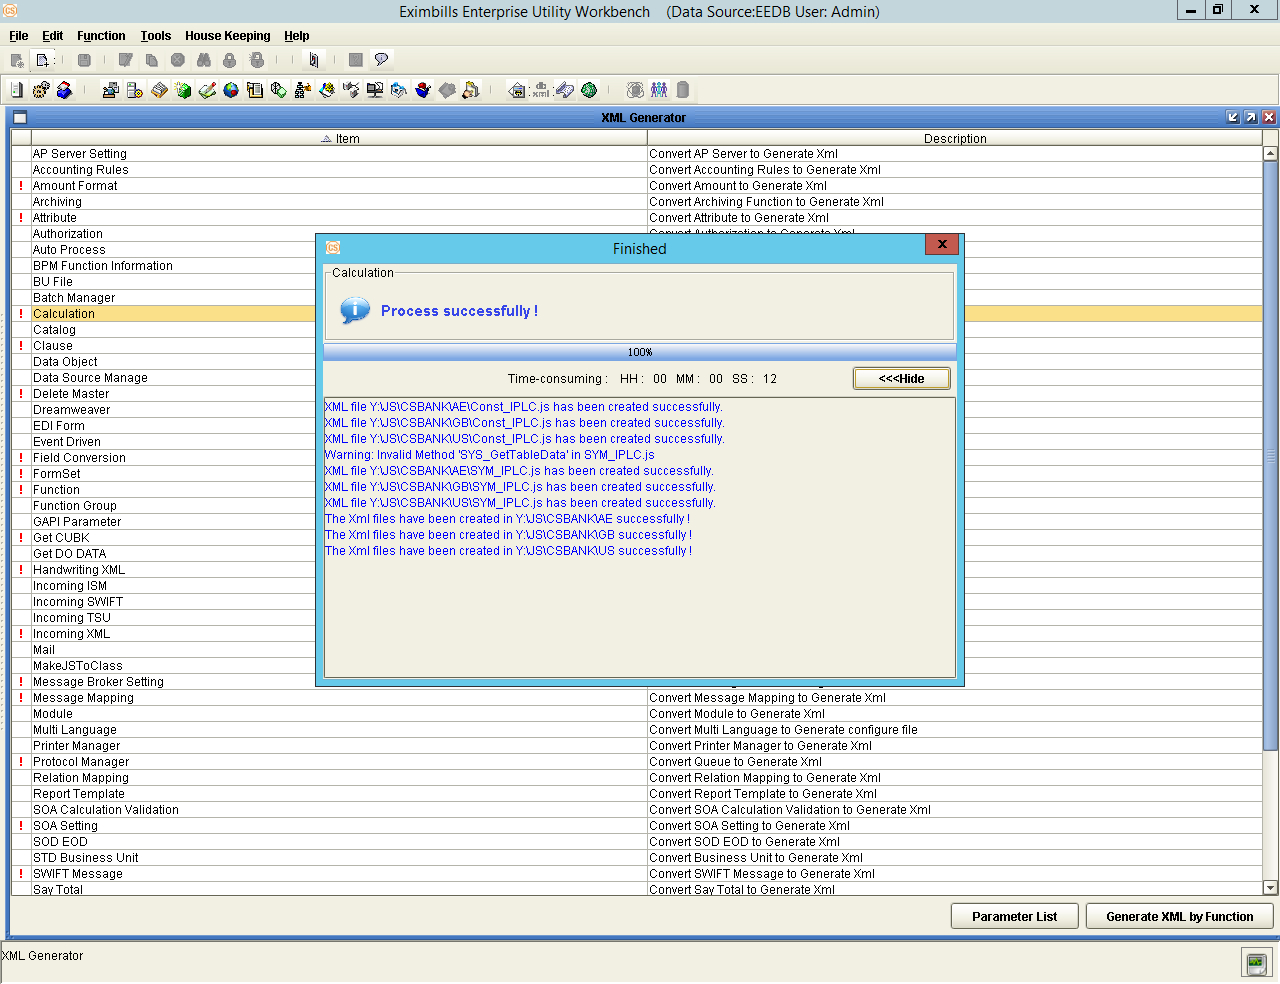 Eximbills Enterprise Utility Workbench (Data Source:EEDB User: Admin)
File Edit Function Tools House Keeping Help
XML Generator
Item Description
AP Server Setting Convert AP Server to Generate Xml
Accounting Rules Convert Accounting Rules to Generate Xml
! Amount Format Convert Amount to Generate Xml
Archiving Convert Archiving Function to Generate Xml
! Attribute Convert Attribute to Generate Xml
Authorization Convert Authorization to Generate Xml
Auto Process
BPM Function Information
BU File
Batch Manager
! Calculation
Catalog
! Clause
Data Object
Data Source Manage
! Delete Master
Dreamweaver
EDI Form
Event Driven
! Field Conversion
! FormSet
! Function
Function Group
GAPI Parameter
! Get CUBK
Get DO DATA
! Handwriting XML
Incoming ISM
Incoming SWIFT
Incoming TSU
! Incoming XML
Mail
MakeJSToClass
! Message Broker Setting
! Message Mapping Convert Message Mapping to Generate Xml
Module Convert Module to Generate Xml
Multi Language Convert Multi Language to Generate configure file
Printer Manager Convert Printer Manager to Generate Xml
! Protocol Manager Convert Queue to Generate Xml
Relation Mapping Convert Relation Mapping to Generate Xml
Report Template Convert Report Template to Generate Xml
SOA Calculation Validation Convert SOA Calculation Validation to Generate Xml
! SOA Setting Convert SOA Setting to Generate Xml
SOD EOD Convert SOD EOD to Generate Xml
STD Business Unit Convert Business Unit to Generate Xml
! SWIFT Message Convert SWIFT Message to Generate Xml
Say Total Convert Say Total to Generate Xml
Finished
Calculation
Process successfully !
100%
Time-consuming : HH : 00 MM : 00 SS : 12
<<<Hide
XML file Y:\JS\CSBANK\AE\Const_IPLC.js has been created successfully.
XML file Y:\JS\CSBANK\GB\Const_IPLC.js has been created successfully.
XML file Y:\JS\CSBANK\US\Const_IPLC.js has been created successfully.
Warning: Invalid Method 'SYS_GetTableData' in SYM_IPLC.js
XML file Y:\JS\CSBANK\AE\SYM_IPLC.js has been created successfully.
XML file Y:\JS\CSBANK\GB\SYM_IPLC.js has been created successfully.
XML file Y:\JS\CSBANK\US\SYM_IPLC.js has been created successfully.
The Xml files have been created in Y:\JS\CSBANK\AE successfully !
The Xml files have been created in Y:\JS\CSBANK\GB successfully !
The Xml files have been created in Y:\JS\CSBANK\US successfully !
Parameter List Generate XML by Function
XML Generator